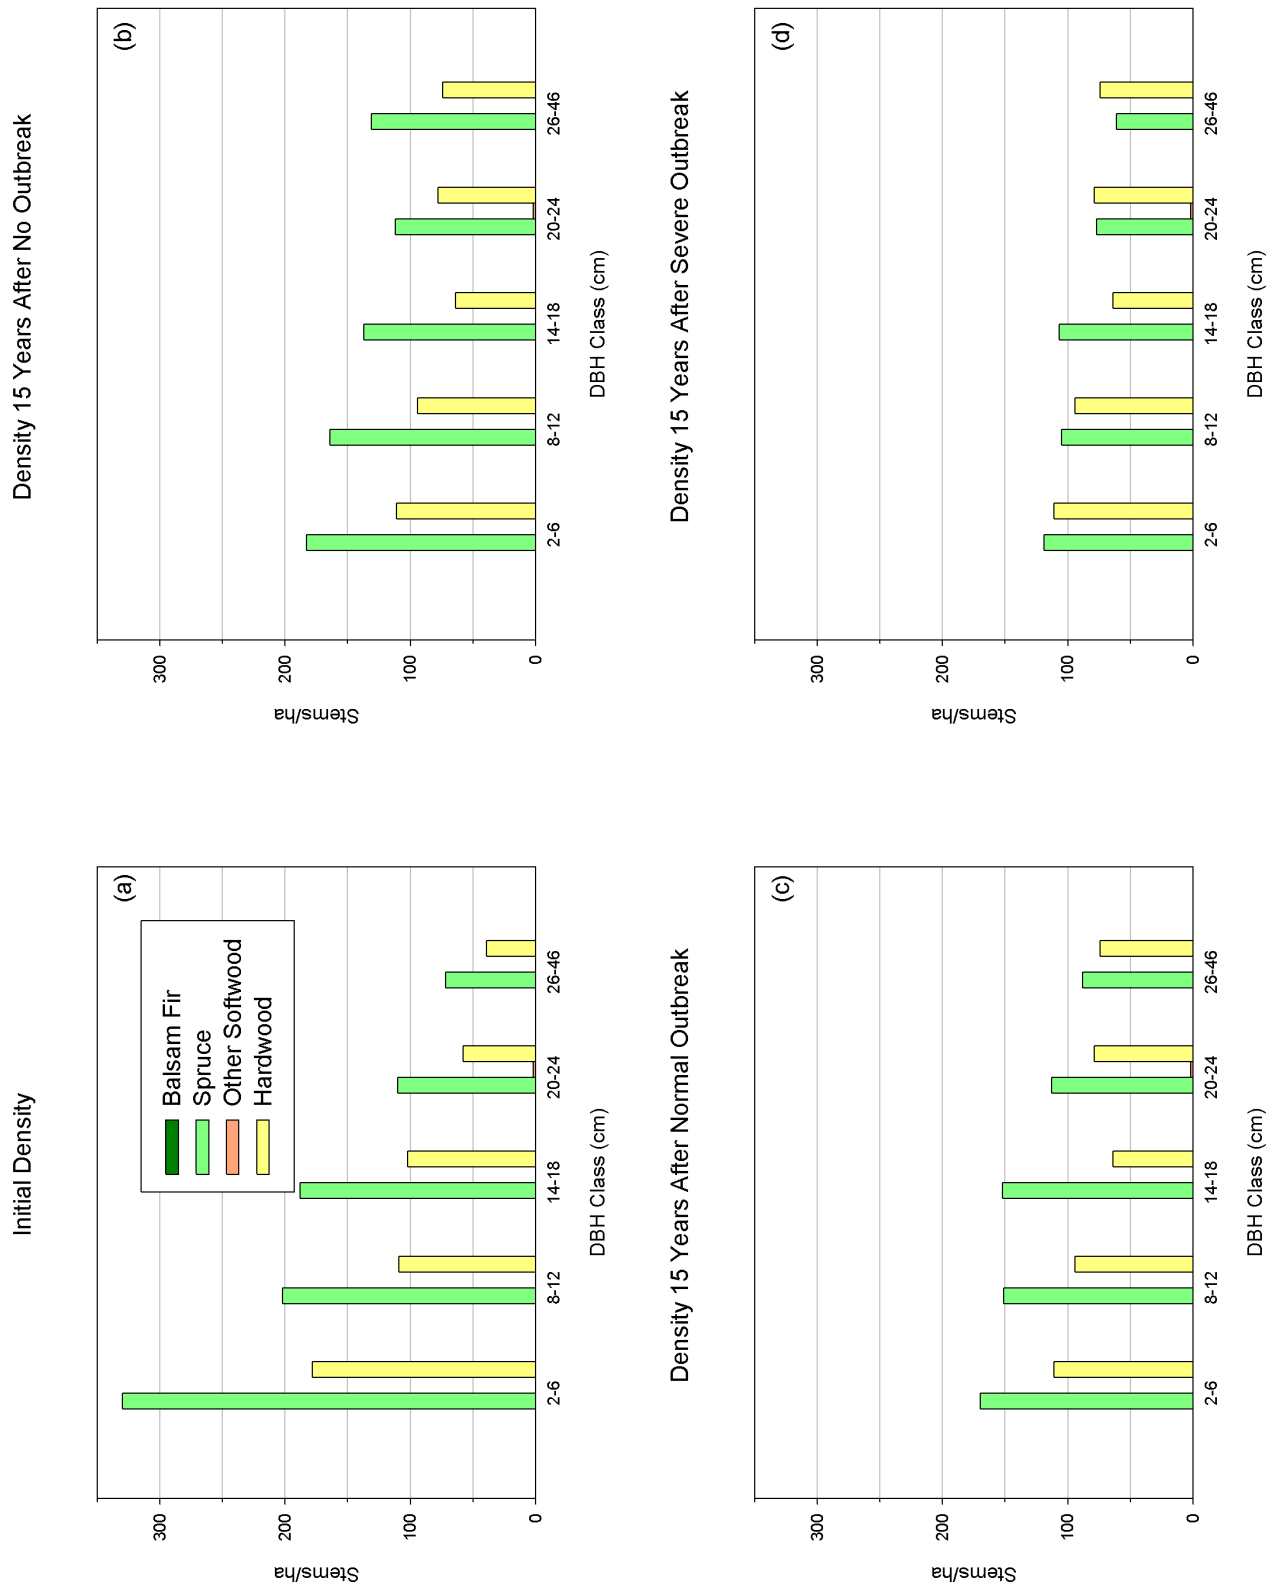 Initial Density
(a)
Balsam Fir
Spruce
Other Softwood
Hardwood
Stems/ha
300
200
100
0
2-6
8-12
14-18
20-24
26-46
DBH Class (cm)
Density 15 Years After No Outbreak
(b)
Stems/ha
300
200
100
0
2-6
8-12
14-18
20-24
26-46
DBH Class (cm)
Density 15 Years After Normal Outbreak
(c)
Stems/ha
300
200
100
0
2-6
8-12
14-18
20-24
26-46
DBH Class (cm)
Density 15 Years After Severe Outbreak
(d)
Stems/ha
300
200
100
0
2-6
8-12
14-18
20-24
26-46
DBH Class (cm)